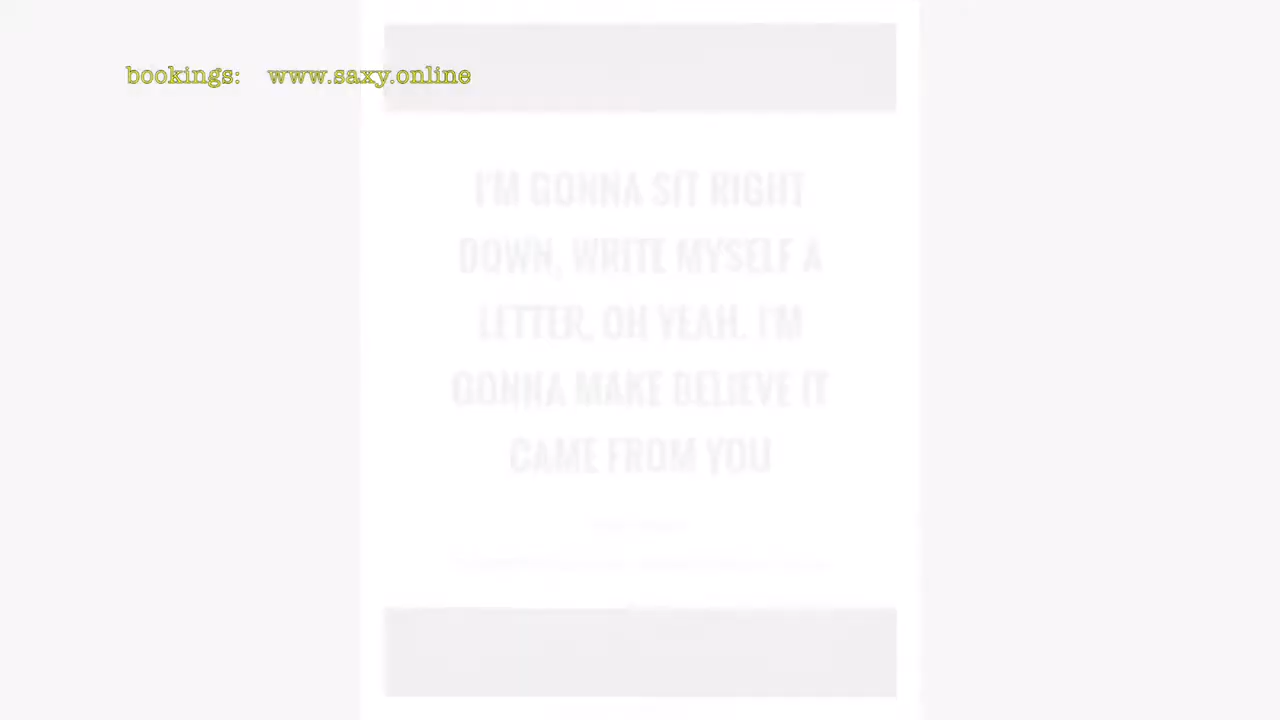 bookings: www.saxy.online
I'M GONNA SIT RIGHT
DOWN, WRITE MYSELF A
LETTER, OH YEAH. I'M
GONNA MAKE BELIEVE IT
CAME FROM YOU